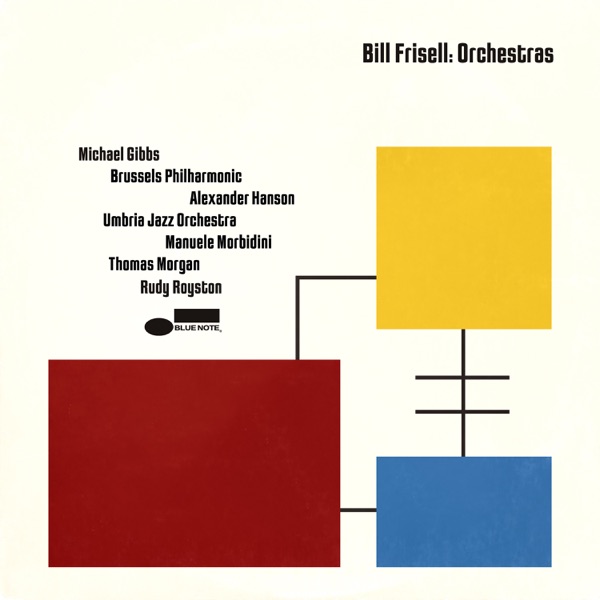 Bill Frisell: Orchestras
Michael Gibbs
Brussels Philharmonic
Alexander Hanson
Umbria Jazz Orchestra
Manuele Morbidini
Thomas Morgan
Rudy Royston
BLUE NOTE